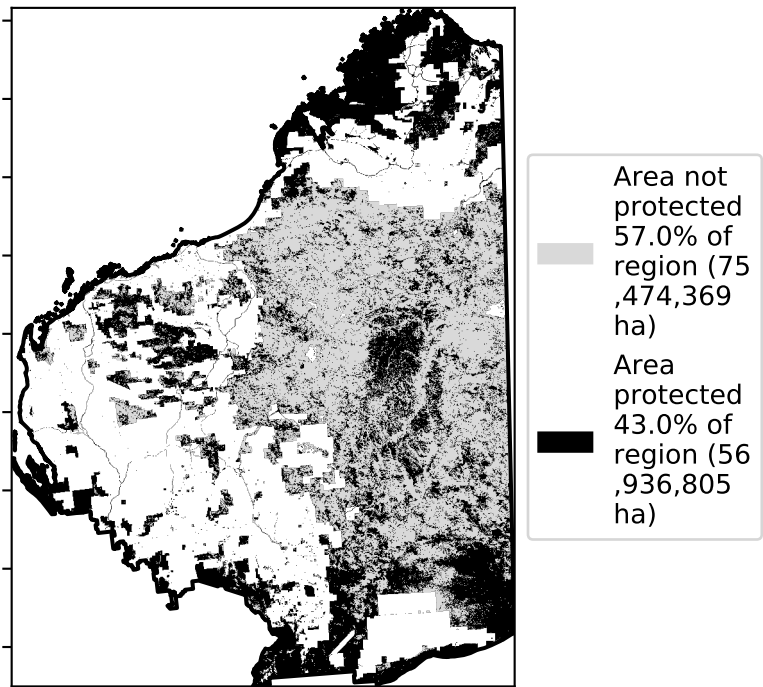 Area not
protected
57.0% of
region (75
,474,369
ha)
Area
protected
43.0% of
region (56
,936,805
ha)